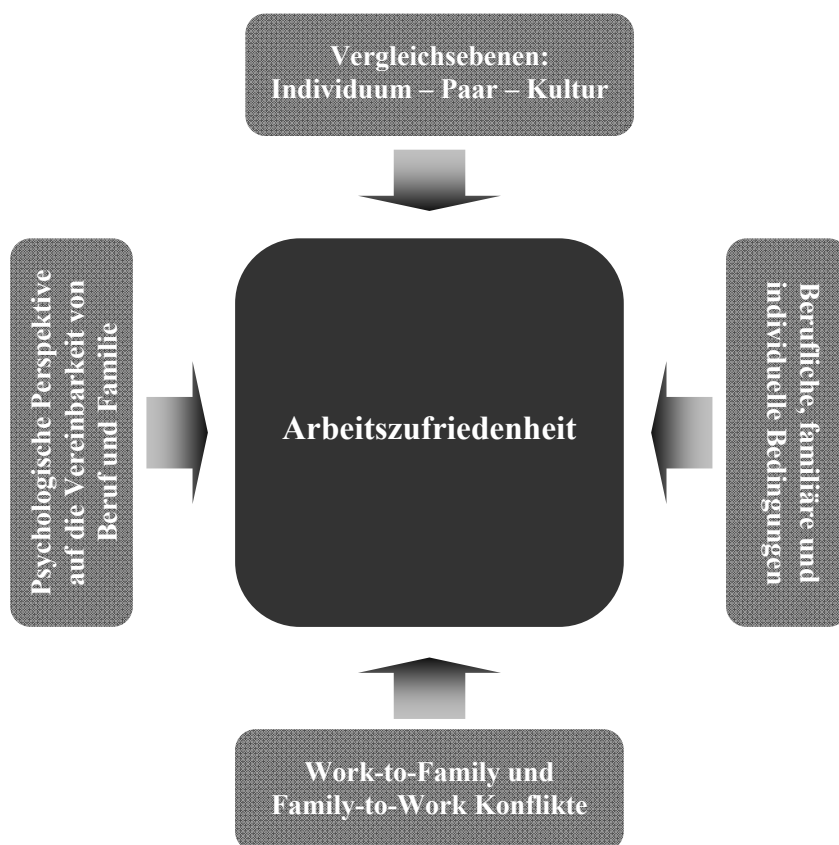 Vergleichsebenen:
Individuum – Paar – Kultur
Psychologische Perspektive
auf die Vereinbarkeit von
Beruf und Familie
Arbeitszufriedenheit
Berufliche, familiäre und
individuelle Bedingungen
Work-to-Family und
Family-to-Work Konflikte